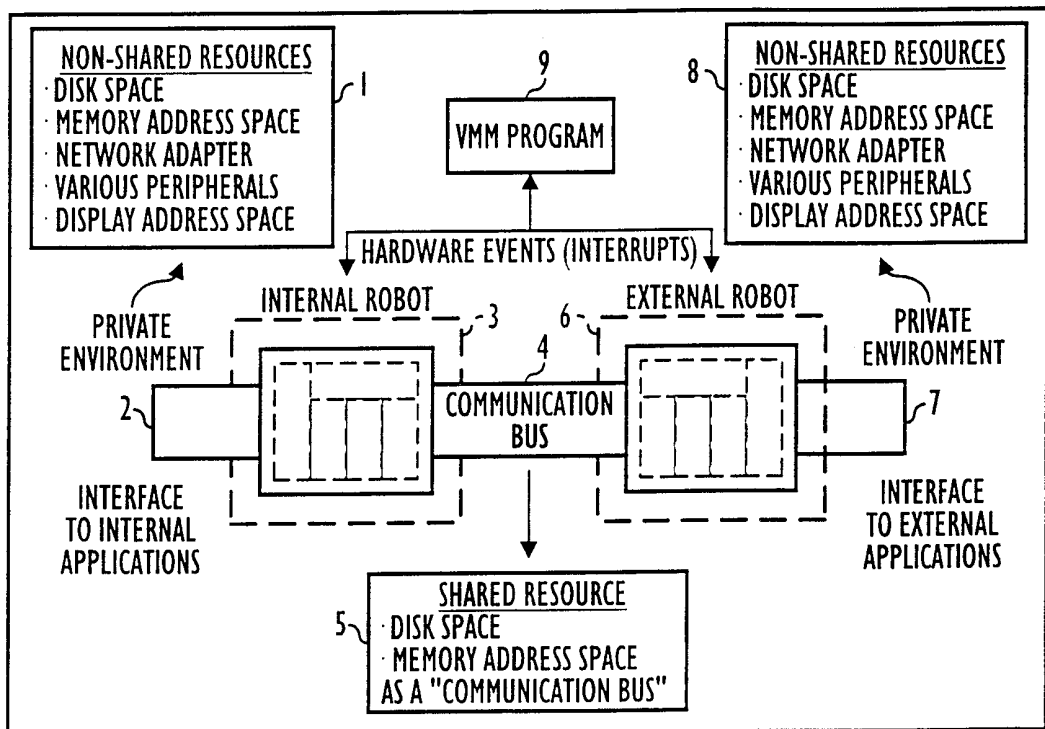 NON-SHARED RESOURCES
· DISK SPACE
· MEMORY ADDRESS SPACE
· NETWORK ADAPTER
· VARIOUS PERIPHERALS
· DISPLAY ADDRESS SPACE
1
9
VMM PROGRAM
8
NON-SHARED RESOURCES
· DISK SPACE
· MEMORY ADDRESS SPACE
· NETWORK ADAPTER
· VARIOUS PERIPHERALS
· DISPLAY ADDRESS SPACE
HARDWARE EVENTS (INTERRUPTS)
PRIVATE
ENVIRONMENT
INTERNAL ROBOT
3
EXTERNAL ROBOT
6
PRIVATE
ENVIRONMENT
2
4
COMMUNICATION
BUS
7
INTERFACE
TO INTERNAL
APPLICATIONS
INTERFACE
TO EXTERNAL
APPLICATIONS
5
SHARED RESOURCE
· DISK SPACE
· MEMORY ADDRESS SPACE
AS A "COMMUNICATION BUS"